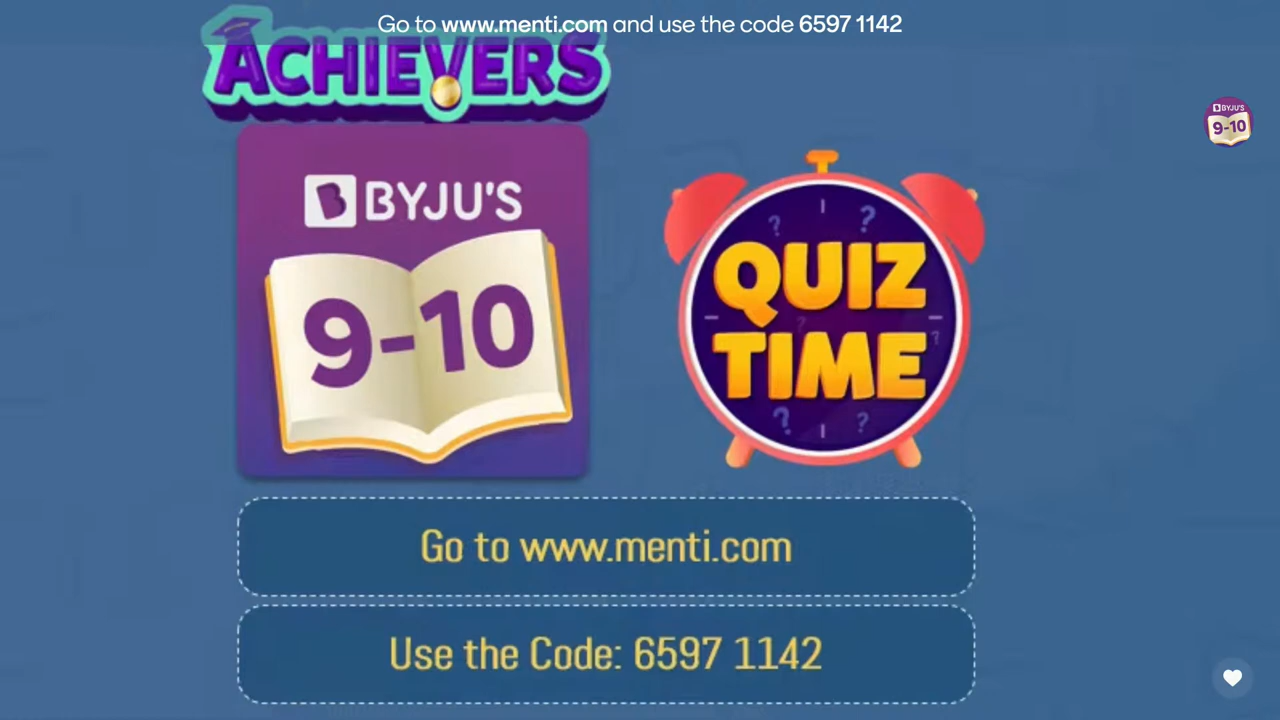 Go to www.menti.com and use the code 6597 1142
ACHIEVERS
BYJU'S
9-10
BYJU'S
9-10
QUIZ
TIME
Go to www.menti.com
Use the Code: 6597 1142